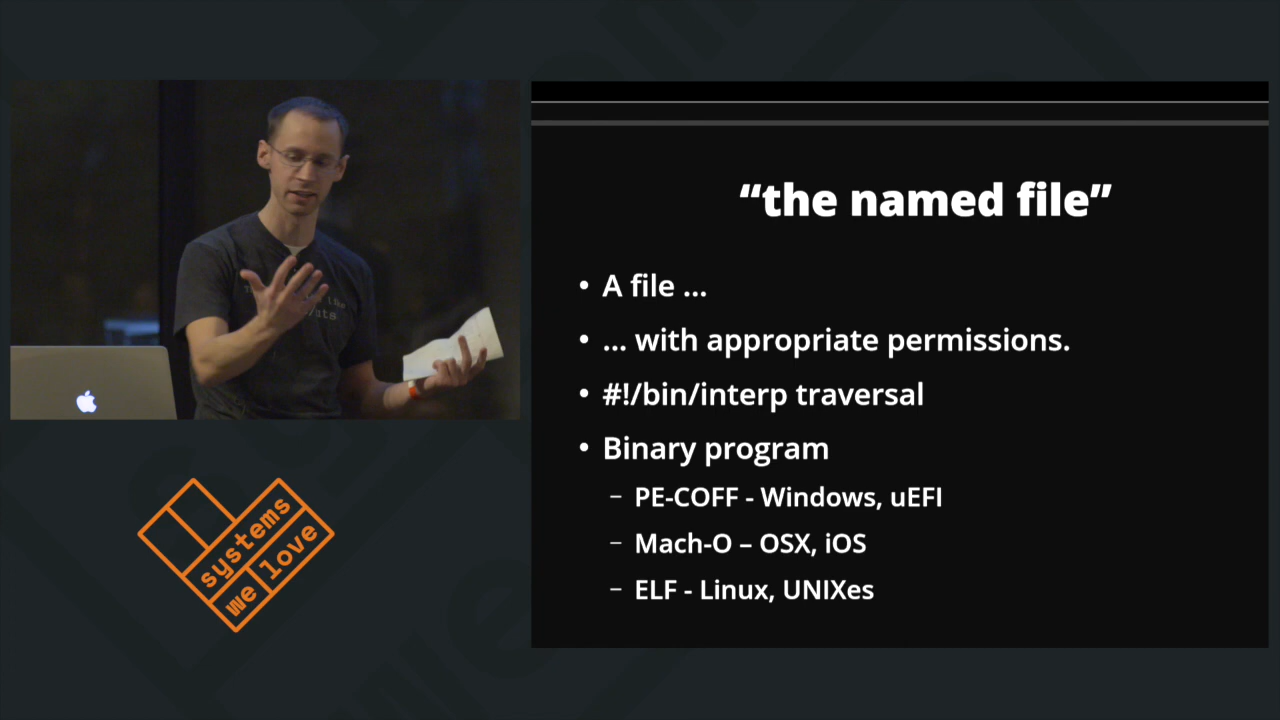 “the named file”
• A file ...
• ... with appropriate permissions.
• #!/bin/interp traversal
• Binary program
– PE-COFF - Windows, uEFI
– Mach-O – OSX, iOS
– ELF - Linux, UNIXes
systems
we love